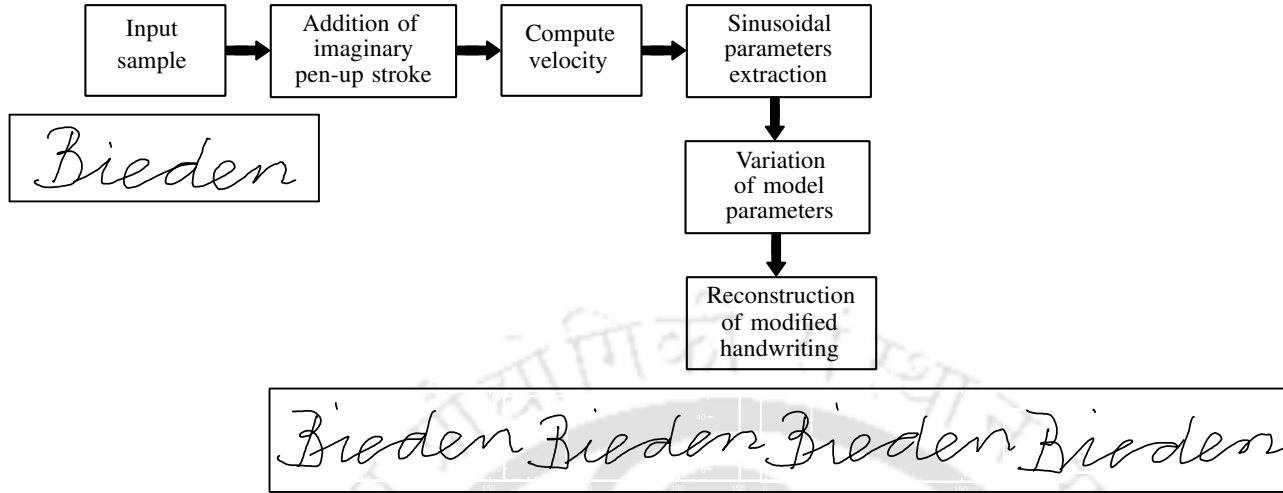 Input
sample
Addition of
imaginary
pen-up stroke
Compute
velocity
Sinusoidal
parameters
extraction
Bieden
Variation
of model
parameters
Reconstruction
of modified
handwriting
Bieden Bieden Bieden Bieden